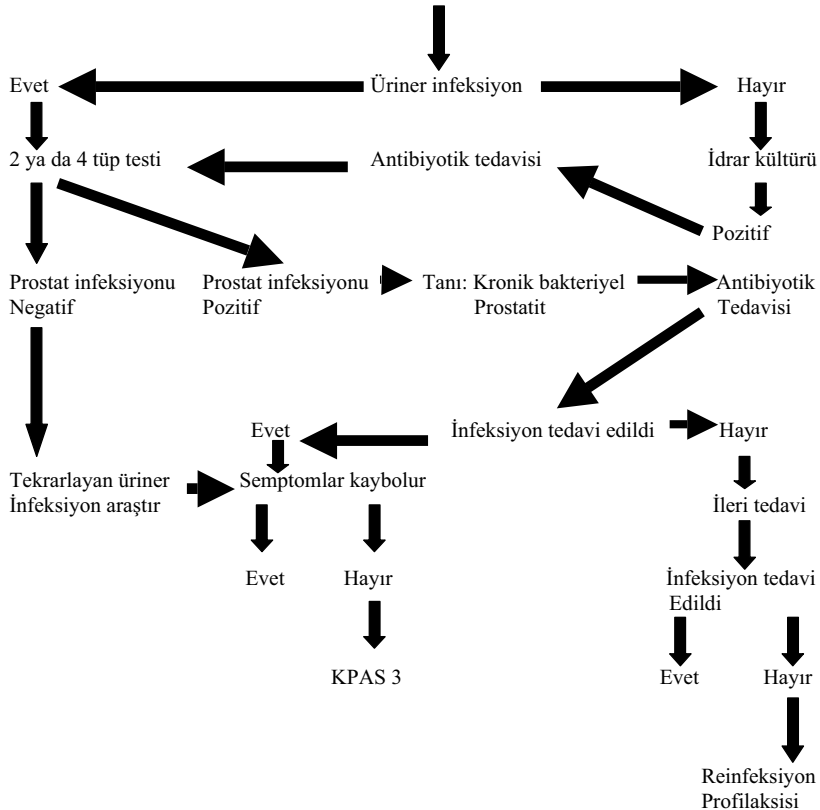 Evet
Üriner infeksiyon
Hayır
2 ya da 4 tüp testi
Antibiyotik tedavisi
İdrar kültürü
Pozitif
Prostat infeksiyonu
Negatif
Prostat infeksiyonu
Pozitif
Tanı: Kronik bakteriyel
Prostatit
Antibiyotik
Tedavisi
Evet
İnfeksiyon tedavi edildi
Hayır
Tekrarlayan üriner
İnfeksiyon araştır
Semptomlar kaybolur
İleri tedavi
Evet
Hayır
İnfeksiyon tedavi
Edildi
KPAS 3
Evet
Hayır
Reinfeksiyon
Profilaksisi